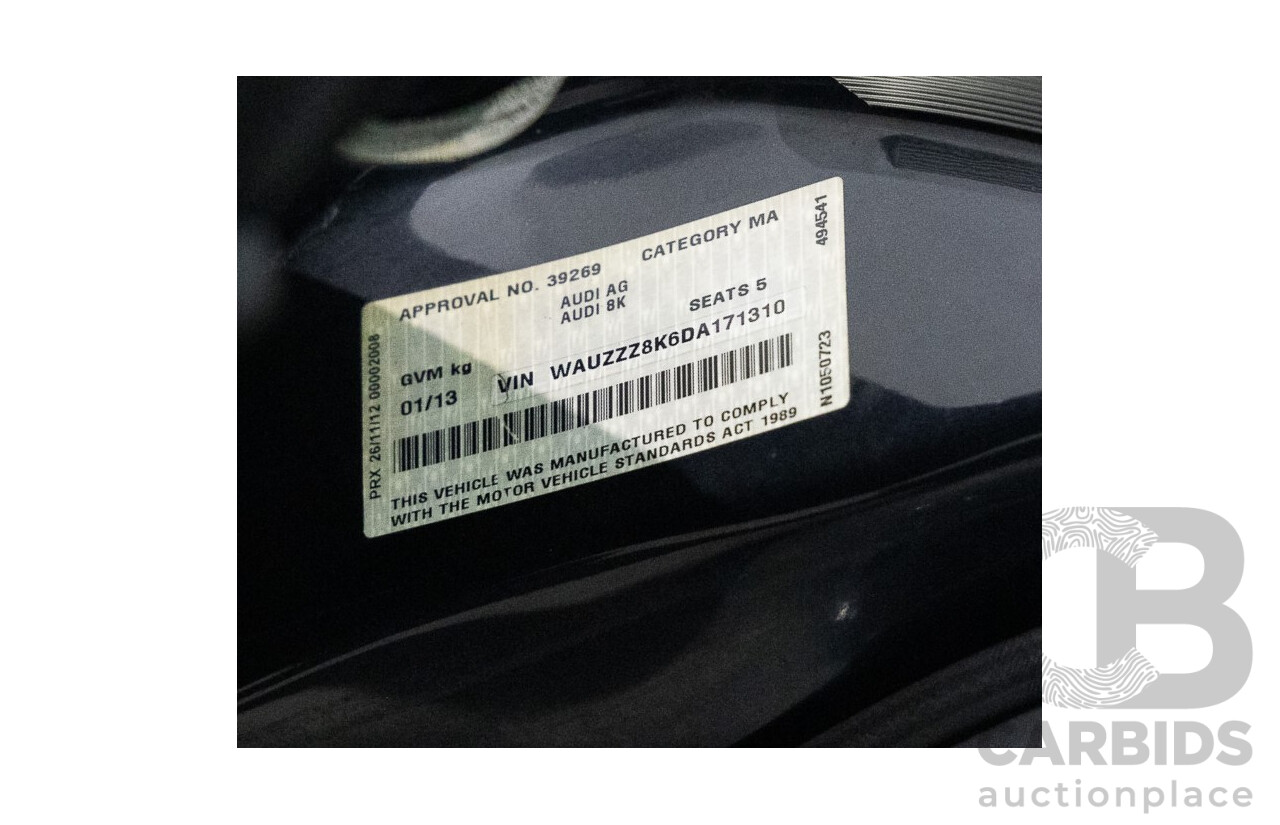 APPROVAL NO. 39269 CATEGORY MA
AUDI AG
AUDI 8K SEATS 5
GVM kg
VIN WAUZZZ8K6DA171310
01/13
THIS VEHICLE WAS MANUFACTURED TO COMPLY
WITH THE MOTOR VEHICLE STANDARDS ACT 1989
PRX 26/11/12 00002008
494541
N1050723
CB
CARBIDS
auctionplace